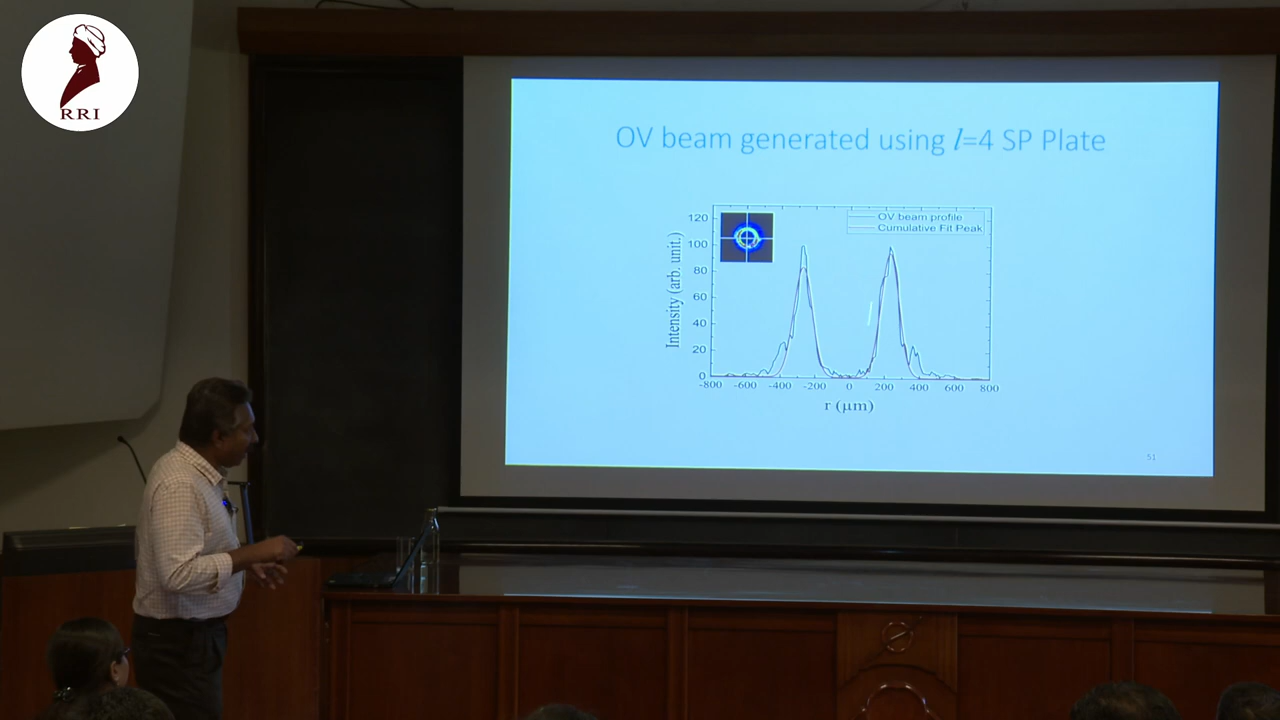 RRI
OV beam generated using l=4 SP Plate
OV beam profile
Cumulative Fit Peak
120
100
80
60
40
20
0
Intensity (arb. unit.)
-800 -600 -400 -200 0 200 400 600 800
r (μm)
51